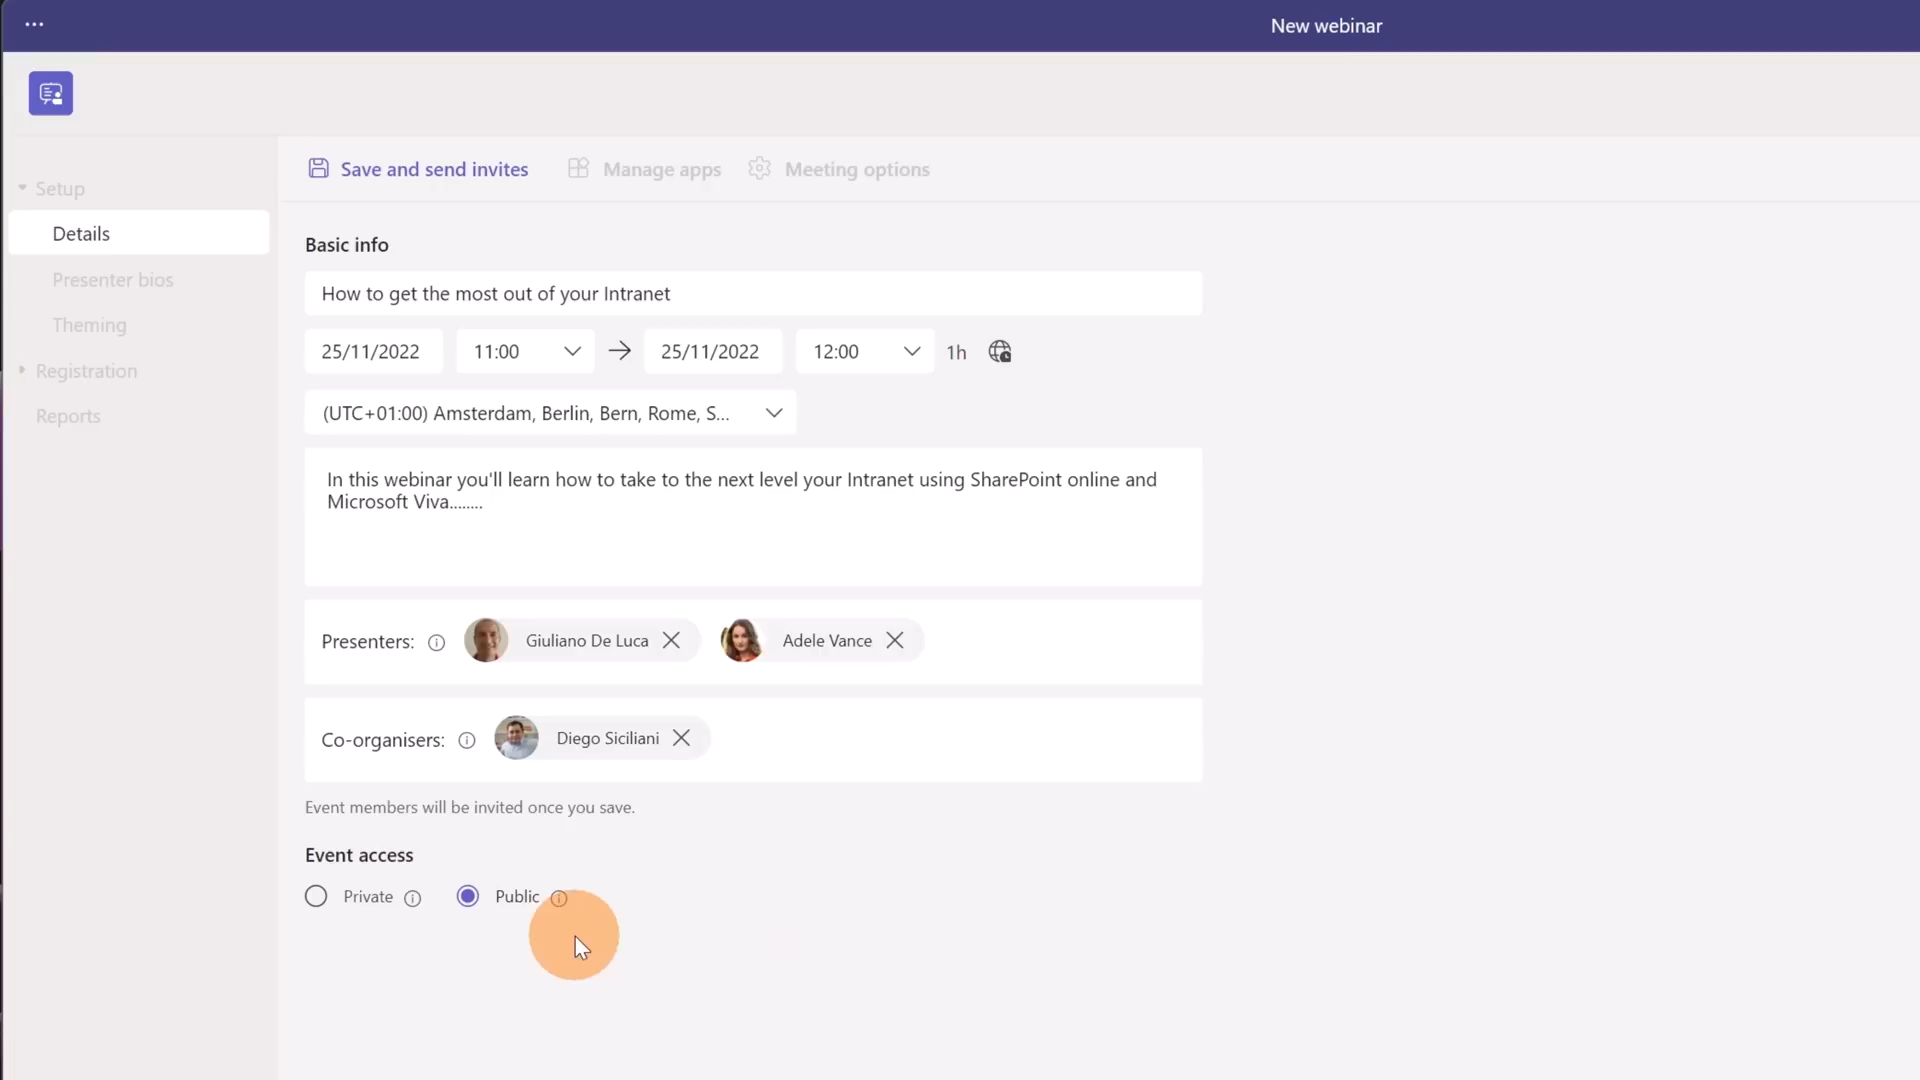 New webinar
Save and send invites
Manage apps
Meeting options
Setup
Details
Presenter bios
Theming
Registration
Reports
Basic info
How to get the most out of your Intranet
25/11/2022
11:00
25/11/2022
12:00
1h
(UTC+01:00) Amsterdam, Berlin, Bern, Rome, S...
In this webinar you'll learn how to take to the next level your Intranet using SharePoint online and
Microsoft Viva........
Presenters:
Giuliano De Luca
Adele Vance
Co-organisers:
Diego Siciliani
Event members will be invited once you save.
Event access
Private
Public